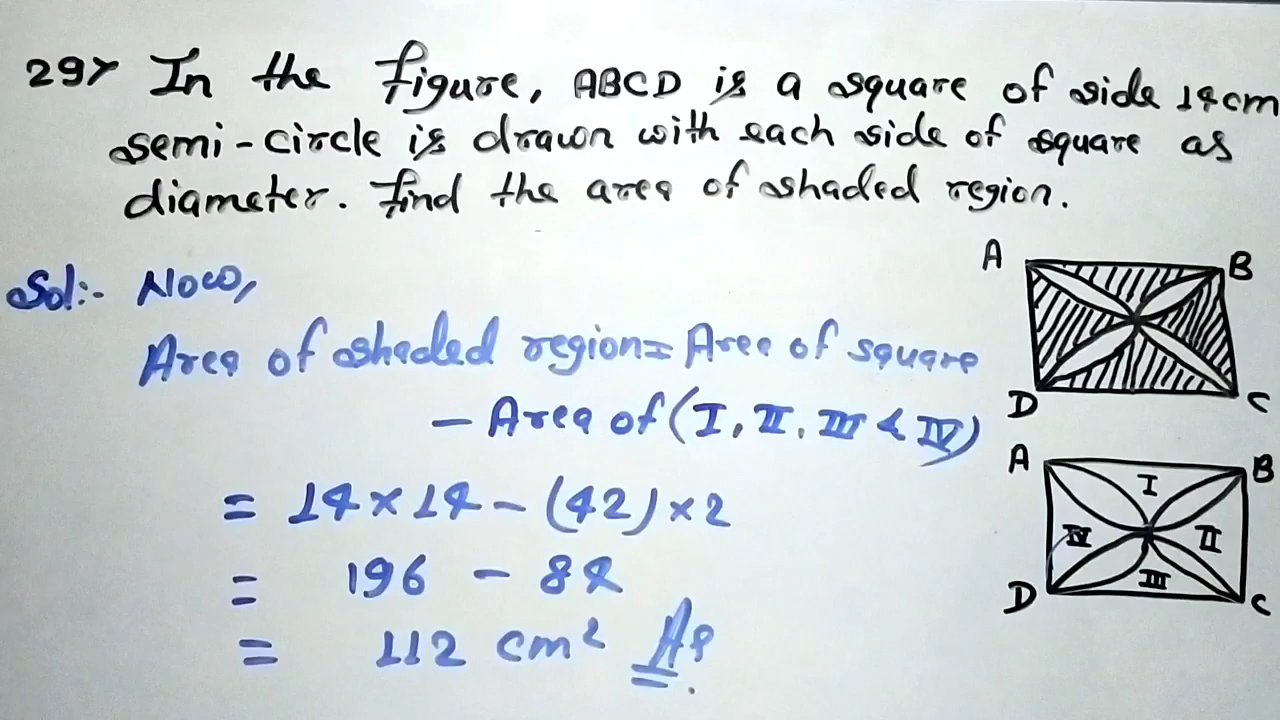 29> In the figure, ABCD is a square of side 14cm
semi-circle is drawn with each side of square as
diameter. find the area of shaded region.
A
B
D
C
Sol:- Now,
Area of shaded region = Area of square
- Area of (I, II, III & IV)
= 14 × 14 - (42) × 2
= 196 - 84
= 112 cm²
A
B
I
IV
II
III
D
C